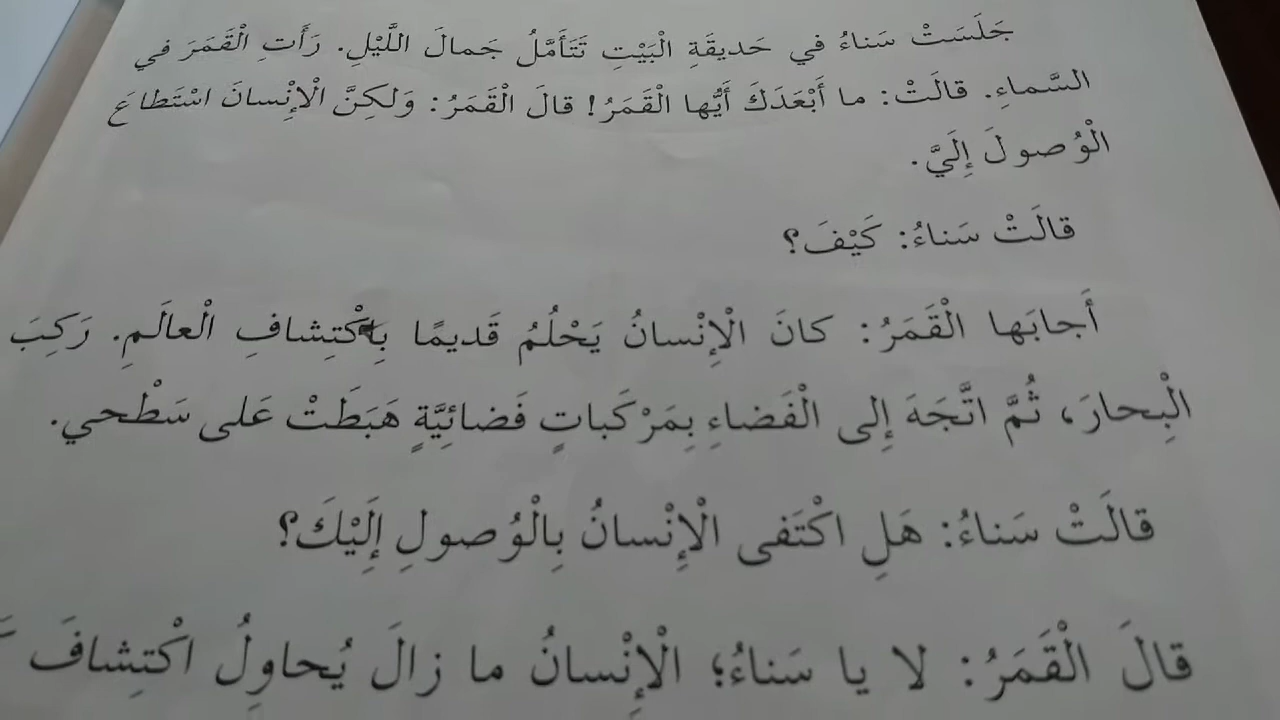 جَلَسَتْ سَناءُ في حَديقَةِ الْبَيْتِ تَتَأَمَّلُ جَمالَ اللَّيْلِ. رَأَتِ الْقَمَرَ في
السَّماءِ. قالَتْ: ما أَبْعَدَكَ أَيُّها الْقَمَرُ! قالَ الْقَمَرُ: وَلكِنَّ الْإِنْسانَ اسْتَطاعَ
الْوُصولَ إِلَيَّ.
قالَتْ سَناءُ: كَيْفَ؟
أَجابَها الْقَمَرُ: كانَ الْإِنْسانُ يَحْلُمُ قَديمًا بِاكْتِشافِ الْعالَمِ. رَكِبَ
الْبِحارَ، ثُمَّ اتَّجَهَ إِلى الْفَضاءِ بِمَرْكَباتٍ فَضائِيَّةٍ هَبَطَتْ عَلى سَطْحي.
قالَتْ سَناءُ: هَلِ اكْتَفى الْإِنْسانُ بِالْوُصولِ إِلَيْكَ؟
قالَ الْقَمَرُ: لا يا سَناءُ؛ الْإِنْسانُ ما زالَ يُحاوِلُ اكْتِشافَ